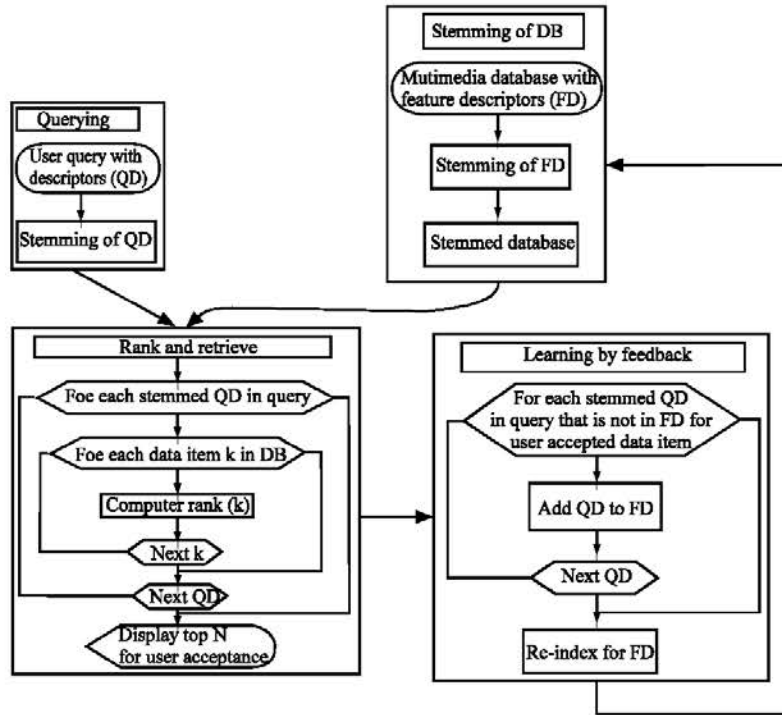 Stemming of DB
Mutimedia database with
feature descriptors (FD)
Stemming of FD
Stemmed database
Querying
User query with
descriptors (QD)
Stemming of QD
Rank and retrieve
Foe each stemmed QD in query
Foe each data item k in DB
Computer rank (k)
Next k
Next QD
Display top N
for user acceptance
Learning by feedback
For each stemmed QD
in query that is not in FD for
user accepted data item
Add QD to FD
Next QD
Re-index for FD